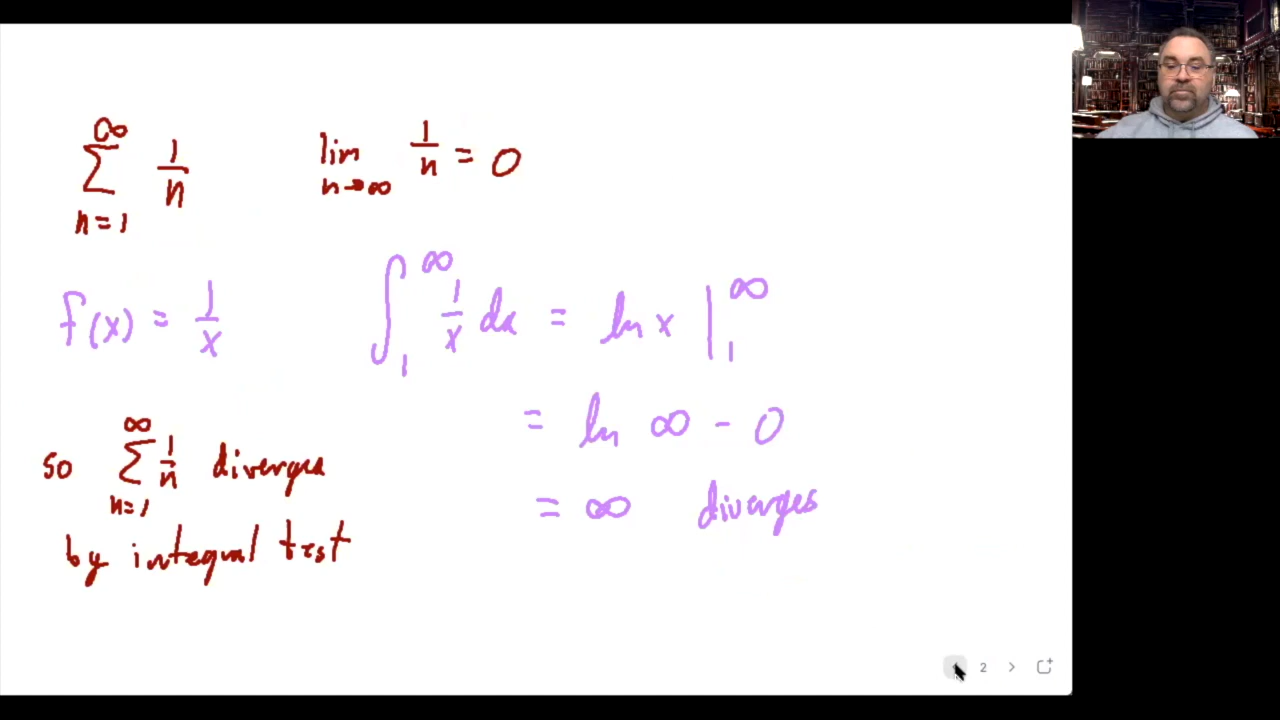 ∞
∑ 1/n    lim 1/n = 0
n=1    n→∞
f(x) = 1/x    ∫₁^∞ 1/x dx = ln x |₁^∞
= ln ∞ - 0
so ∑_{n=1}^∞ 1/n diverges
= ∞ diverges
by integral test
2